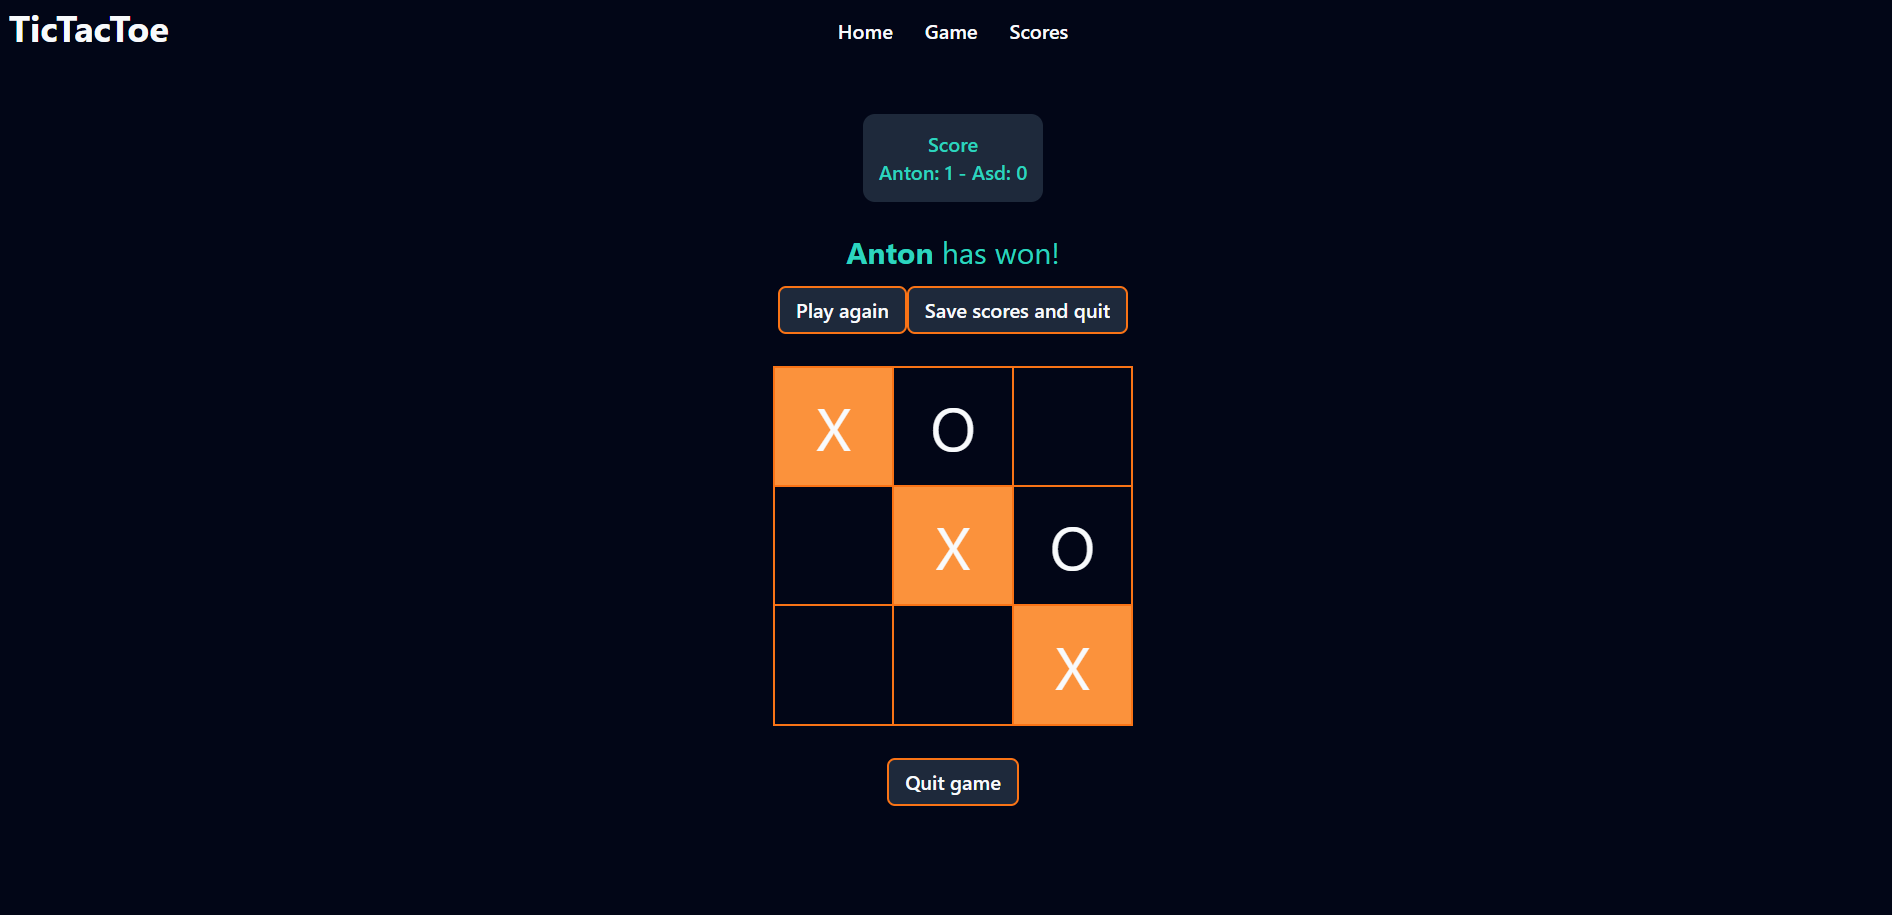 TicTacToe
Home Game Scores
Score
Anton: 1 - Asd: 0
Anton has won!
Play again Save scores and quit
X O
X O
X
Quit game